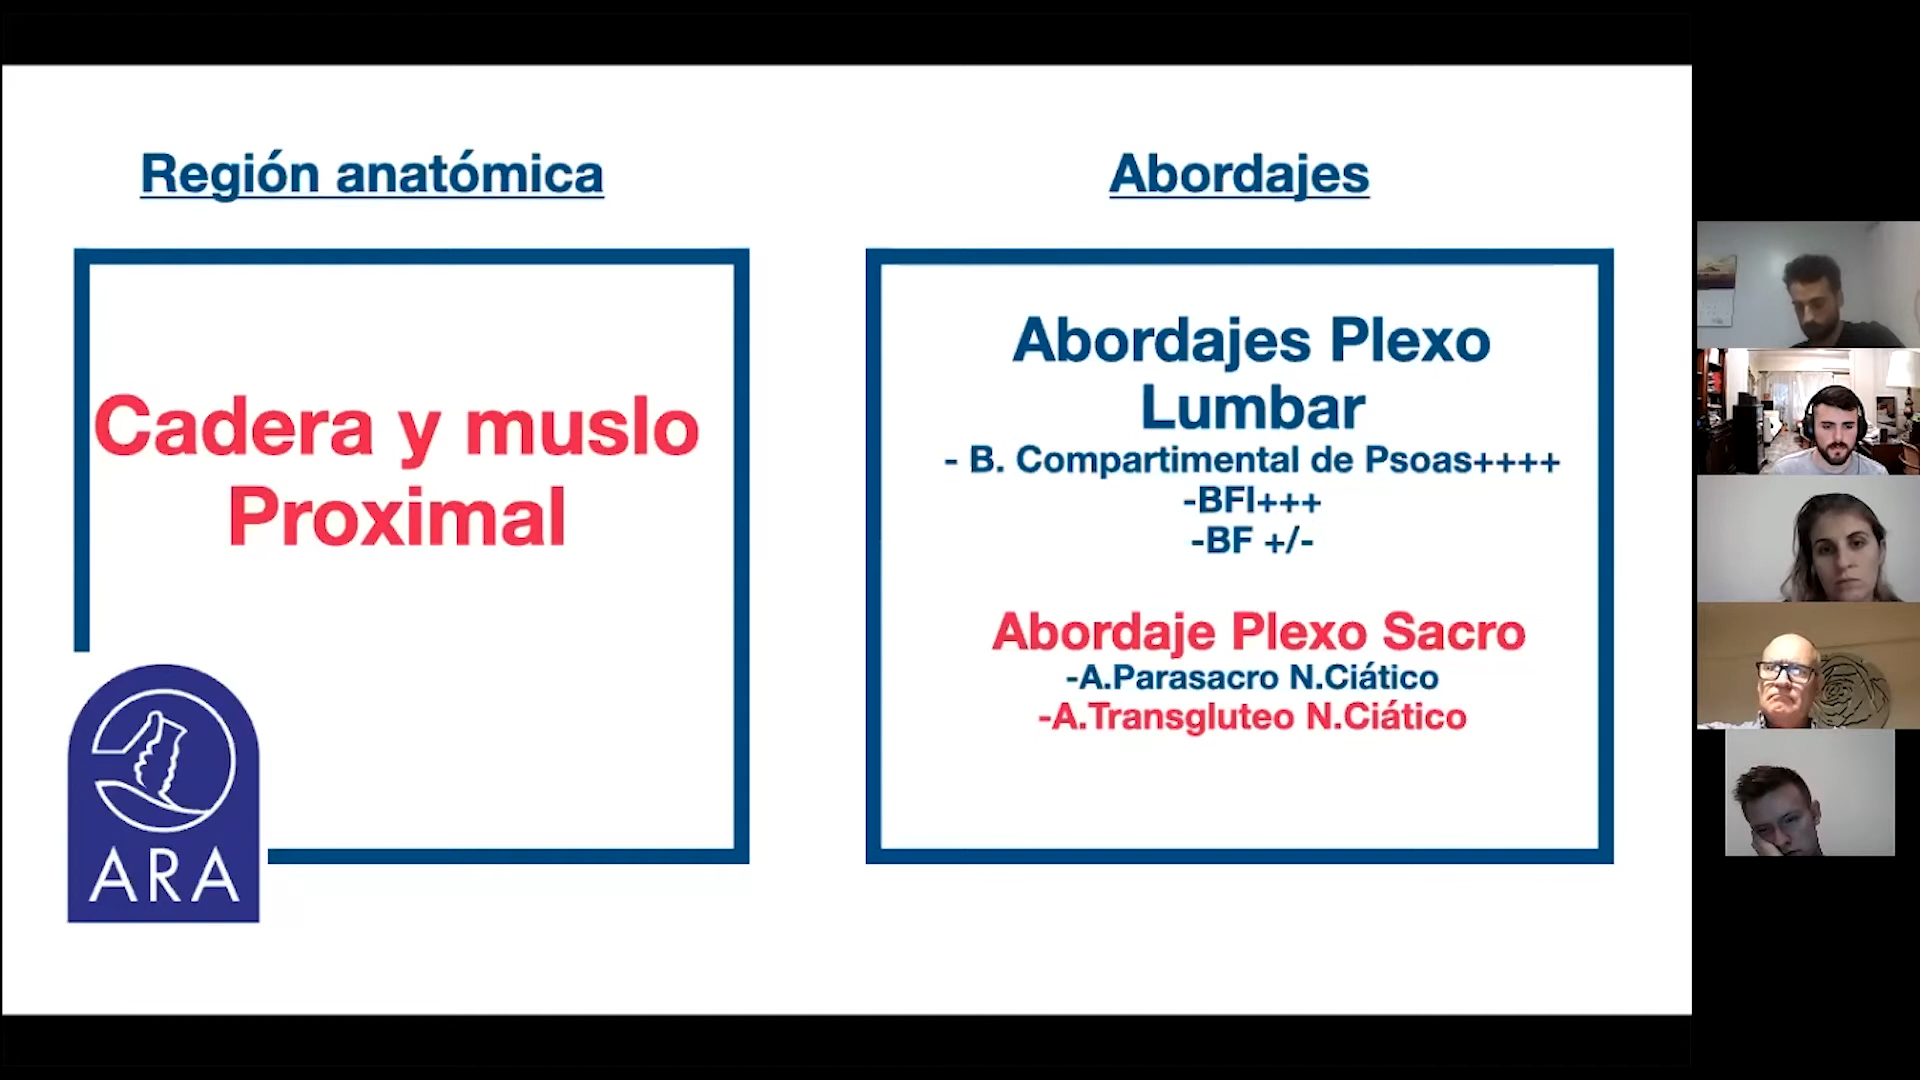 Región anatómica
Abordajes
Cadera y muslo
Proximal
Abordajes Plexo
Lumbar
- B. Compartimental de Psoas++++
-BFI+++
-BF +/-
Abordaje Plexo Sacro
-A.Parasacro N.Ciático
-A.Transgluteo N.Ciático
ARA